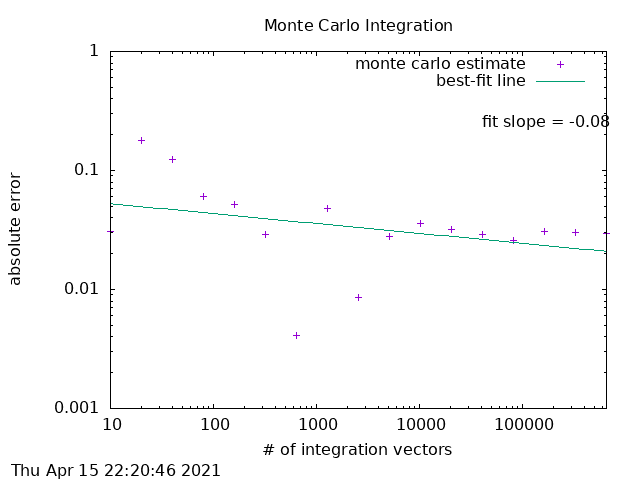 Monte Carlo Integration
1
monte carlo estimate
best-fit line
fit slope = -0.08
0.1
absolute error
0.01
0.001
10 100 1000 10000 100000
# of integration vectors
Thu Apr 15 22:20:46 2021